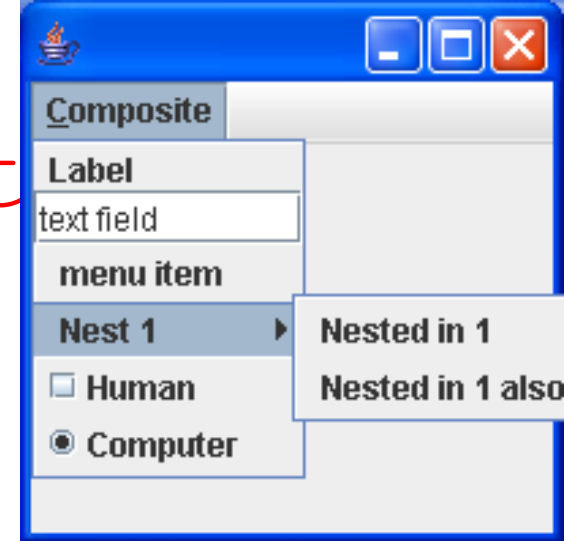 Composite
Label
text field
menu item
Nest 1
Nested in 1
Human
Nested in 1 also
Computer